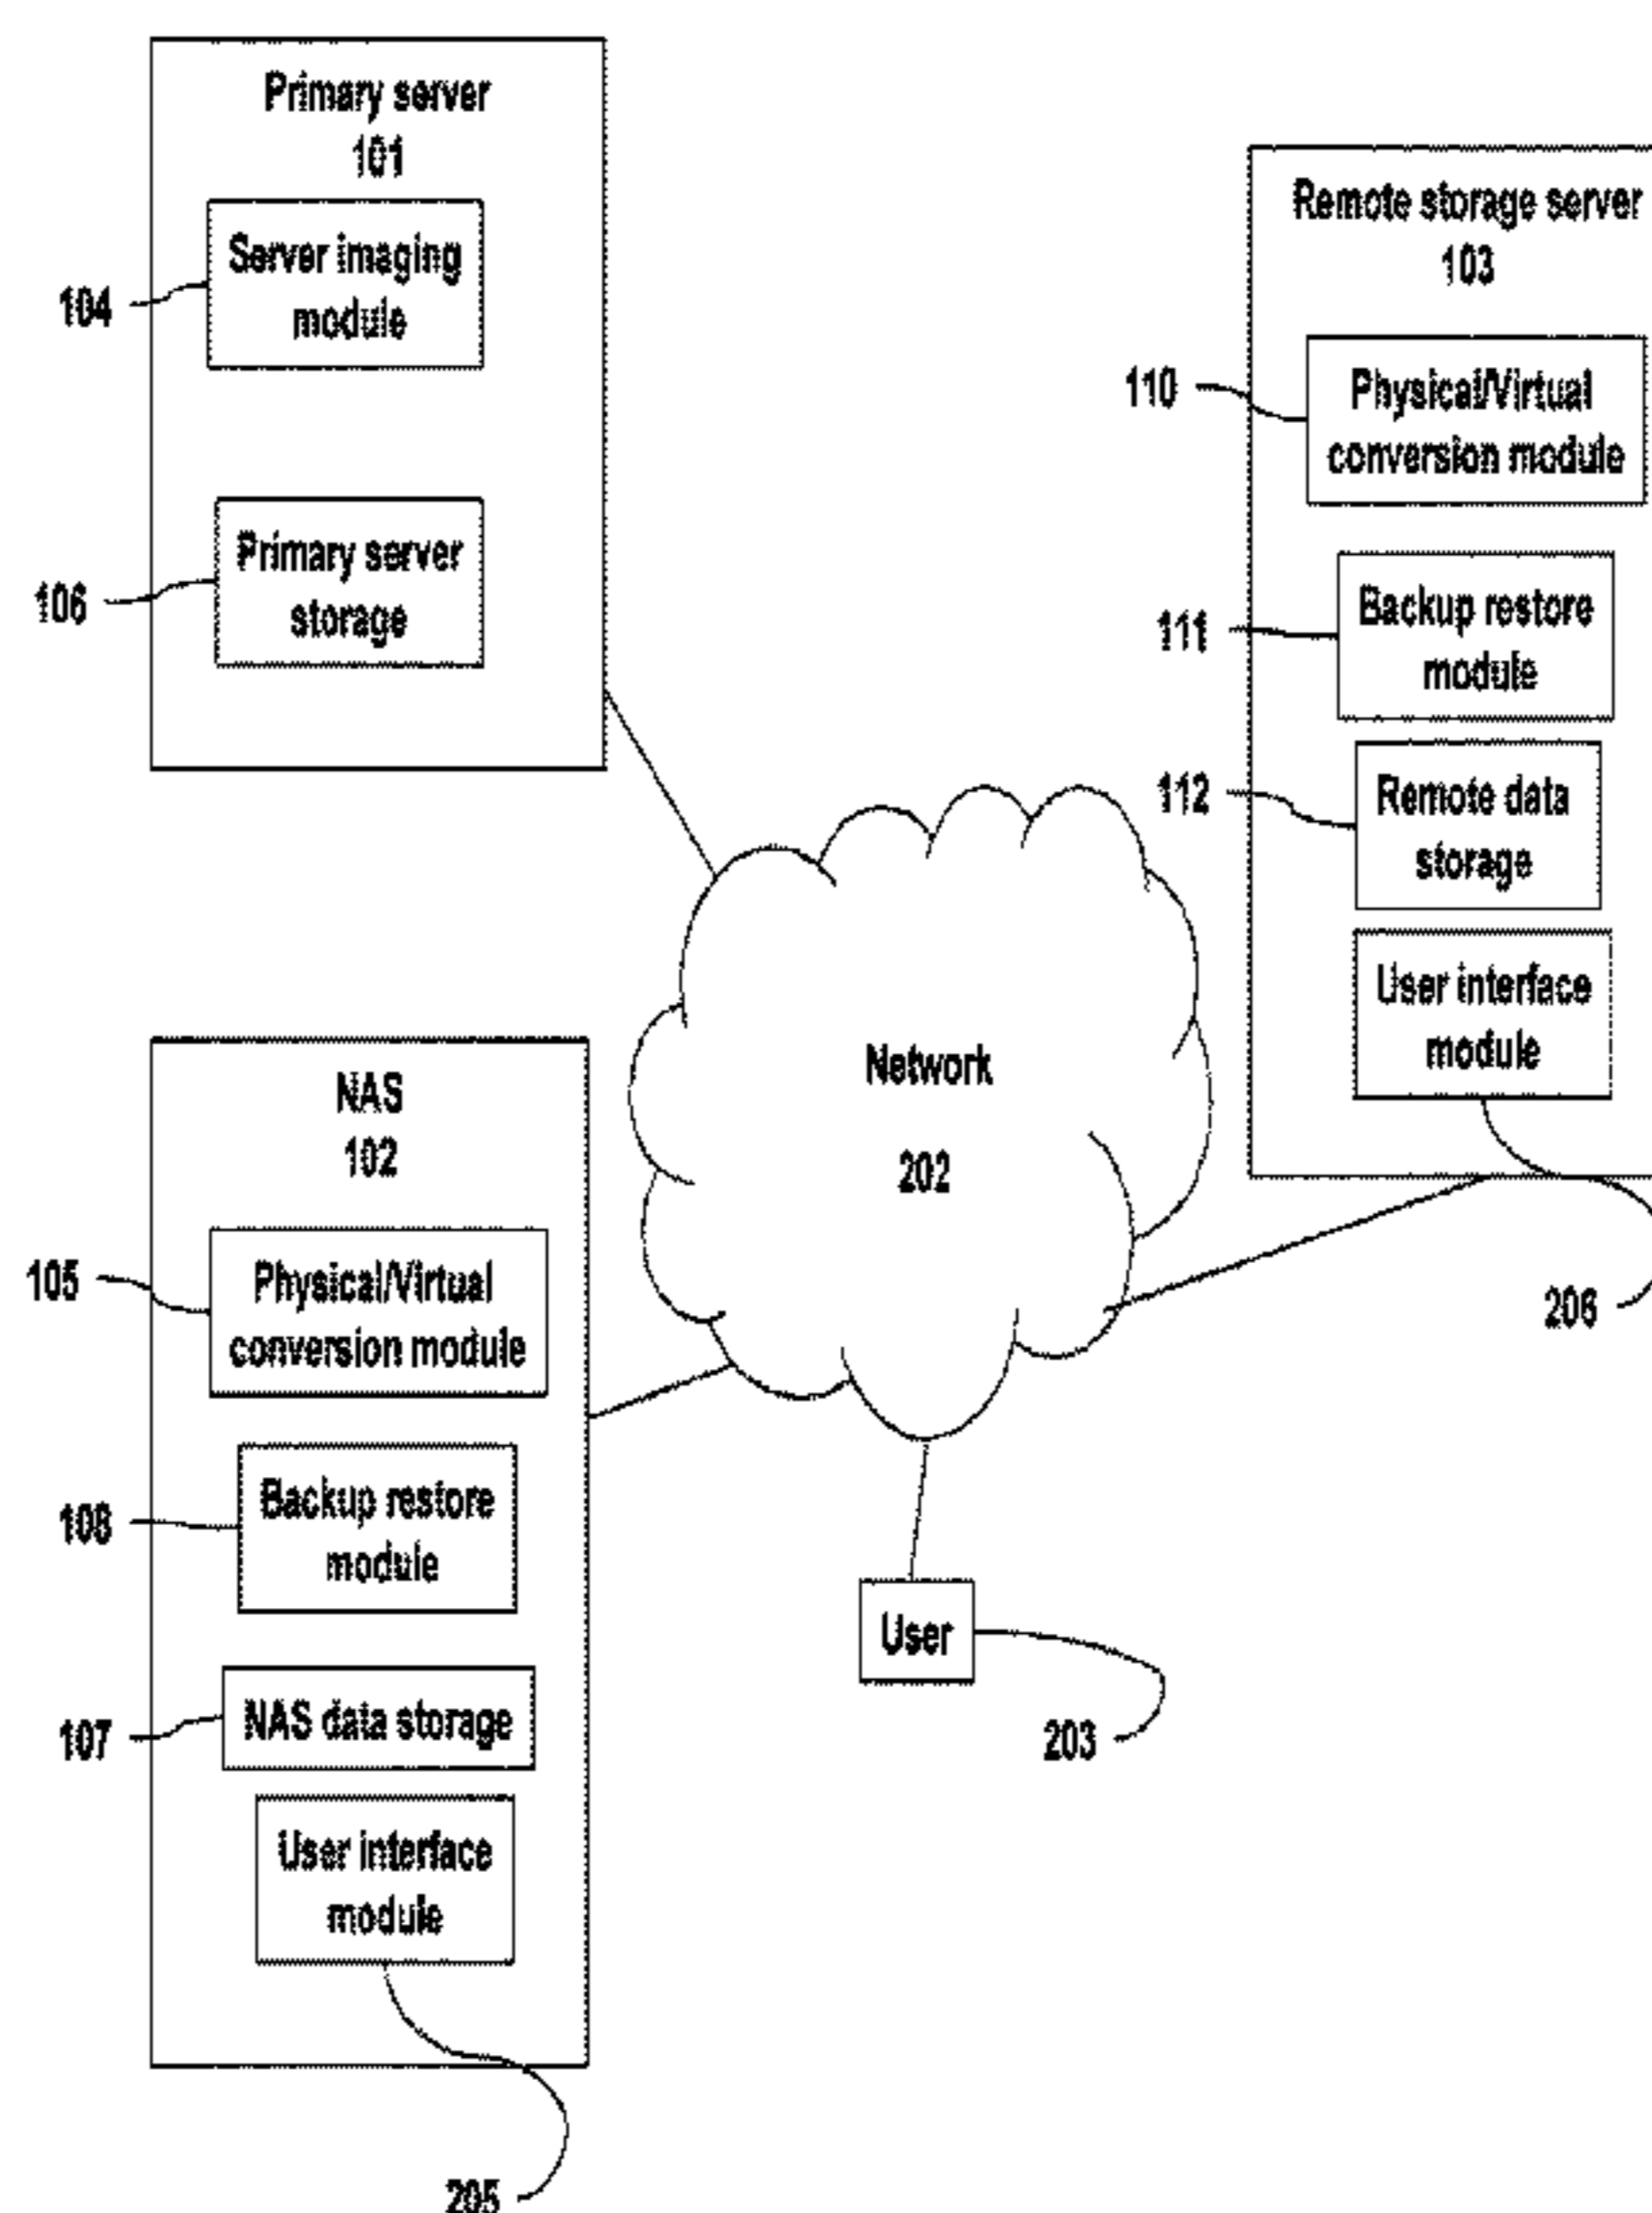 Primary server
101
Server imaging
module
104
Primary server
storage
106
Remote storage server
103
Physical/Virtual
conversion module
110
Backup restore
module
111
Remote data
storage
112
User interface
module
206
Network
202
NAS
102
Physical/Virtual
conversion module
105
Backup restore
module
108
NAS data storage
107
User interface
module
205
User
203